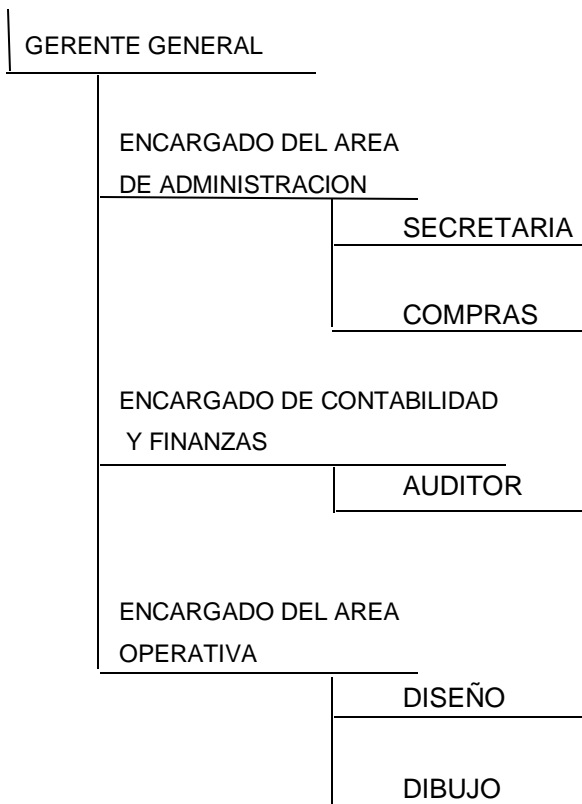 GERENTE GENERAL
ENCARGADO DEL AREA
DE ADMINISTRACION
SECRETARIA
COMPRAS
ENCARGADO DE CONTABILIDAD
Y FINANZAS
AUDITOR
ENCARGADO DEL AREA
OPERATIVA
DISEÑO
DIBUJO